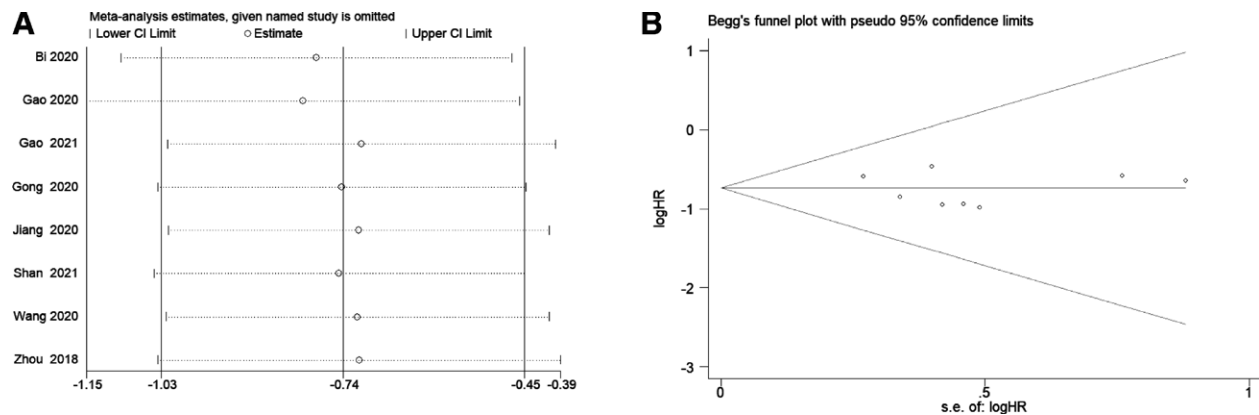 A
Meta-analysis estimates, given named study is omitted
| Lower CI Limit ○ Estimate | Upper CI Limit
Bi 2020
Gao 2020
Gao 2021
Gong 2020
Jiang 2020
Shan 2021
Wang 2020
Zhou 2018
-1.15 -1.03 -0.74 -0.45 -0.39
B
Begg's funnel plot with pseudo 95% confidence limits
logHR
1
0
-1
-2
-3
0 .5 1
s.e. of: logHR